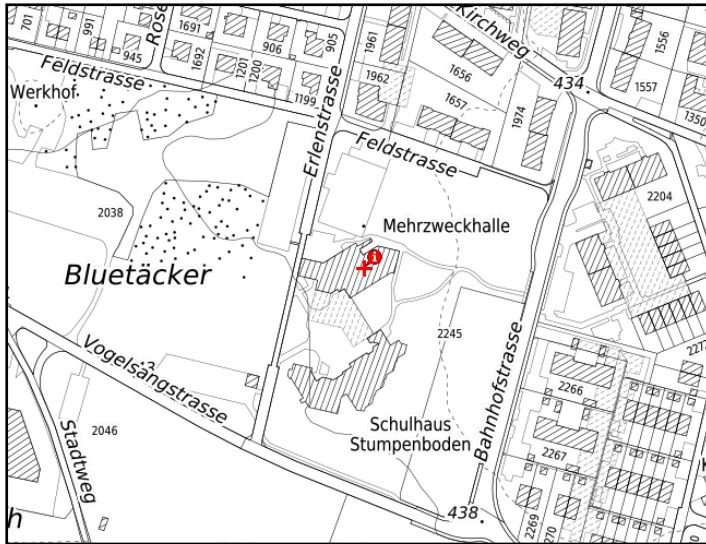 701
991
945
1691
1692
Rose
1201
1200
906
905
1199
1961
1962
Kirchweg
1656
1657
1974
434
1556
1557
1350
Feldstrasse
Werkhof
Erlenstrasse
Feldstrasse
2038
2204
Mehrzweckhalle
i
Bluetäcker
2245
Vogelsangstrasse
Bahnhofstrasse
2266
2267
2046
Stadtweg
Schulhaus
Stumpenboden
438
2269
h